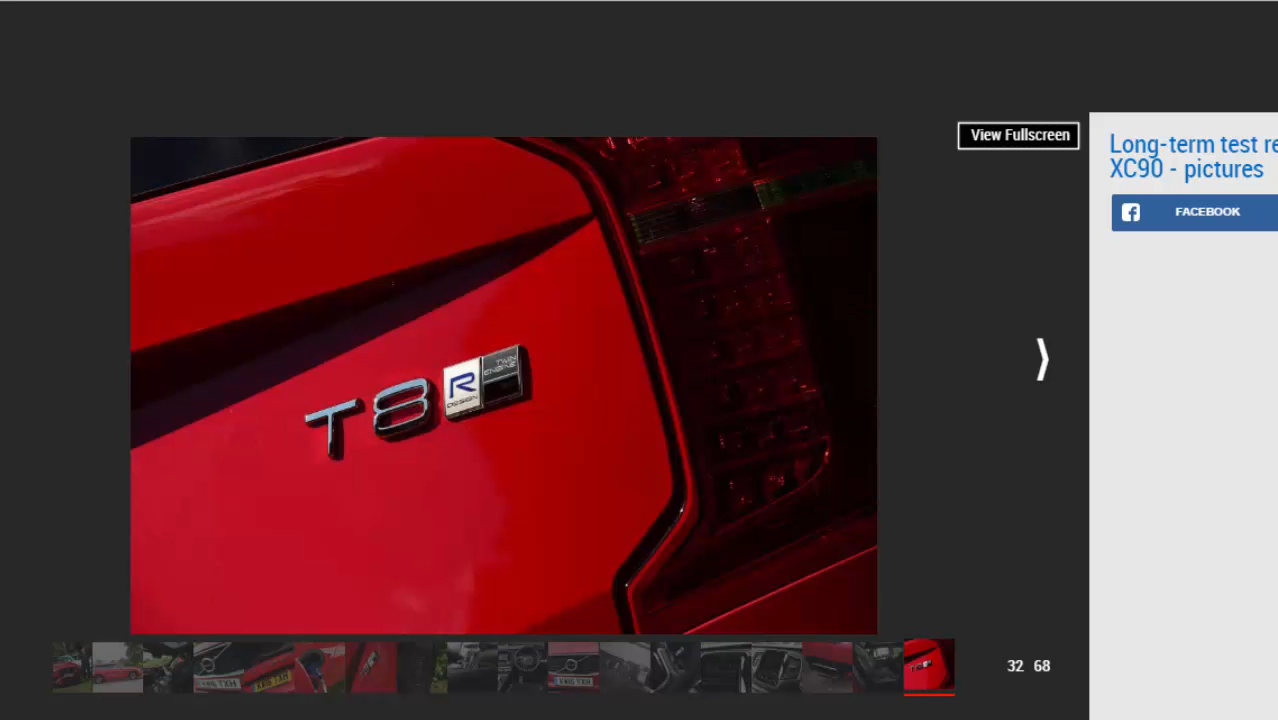 View Fullscreen
Long-term test re
XC90 - pictures
FACEBOOK
T8 R DESIGN TWIN ENGINE
32 68